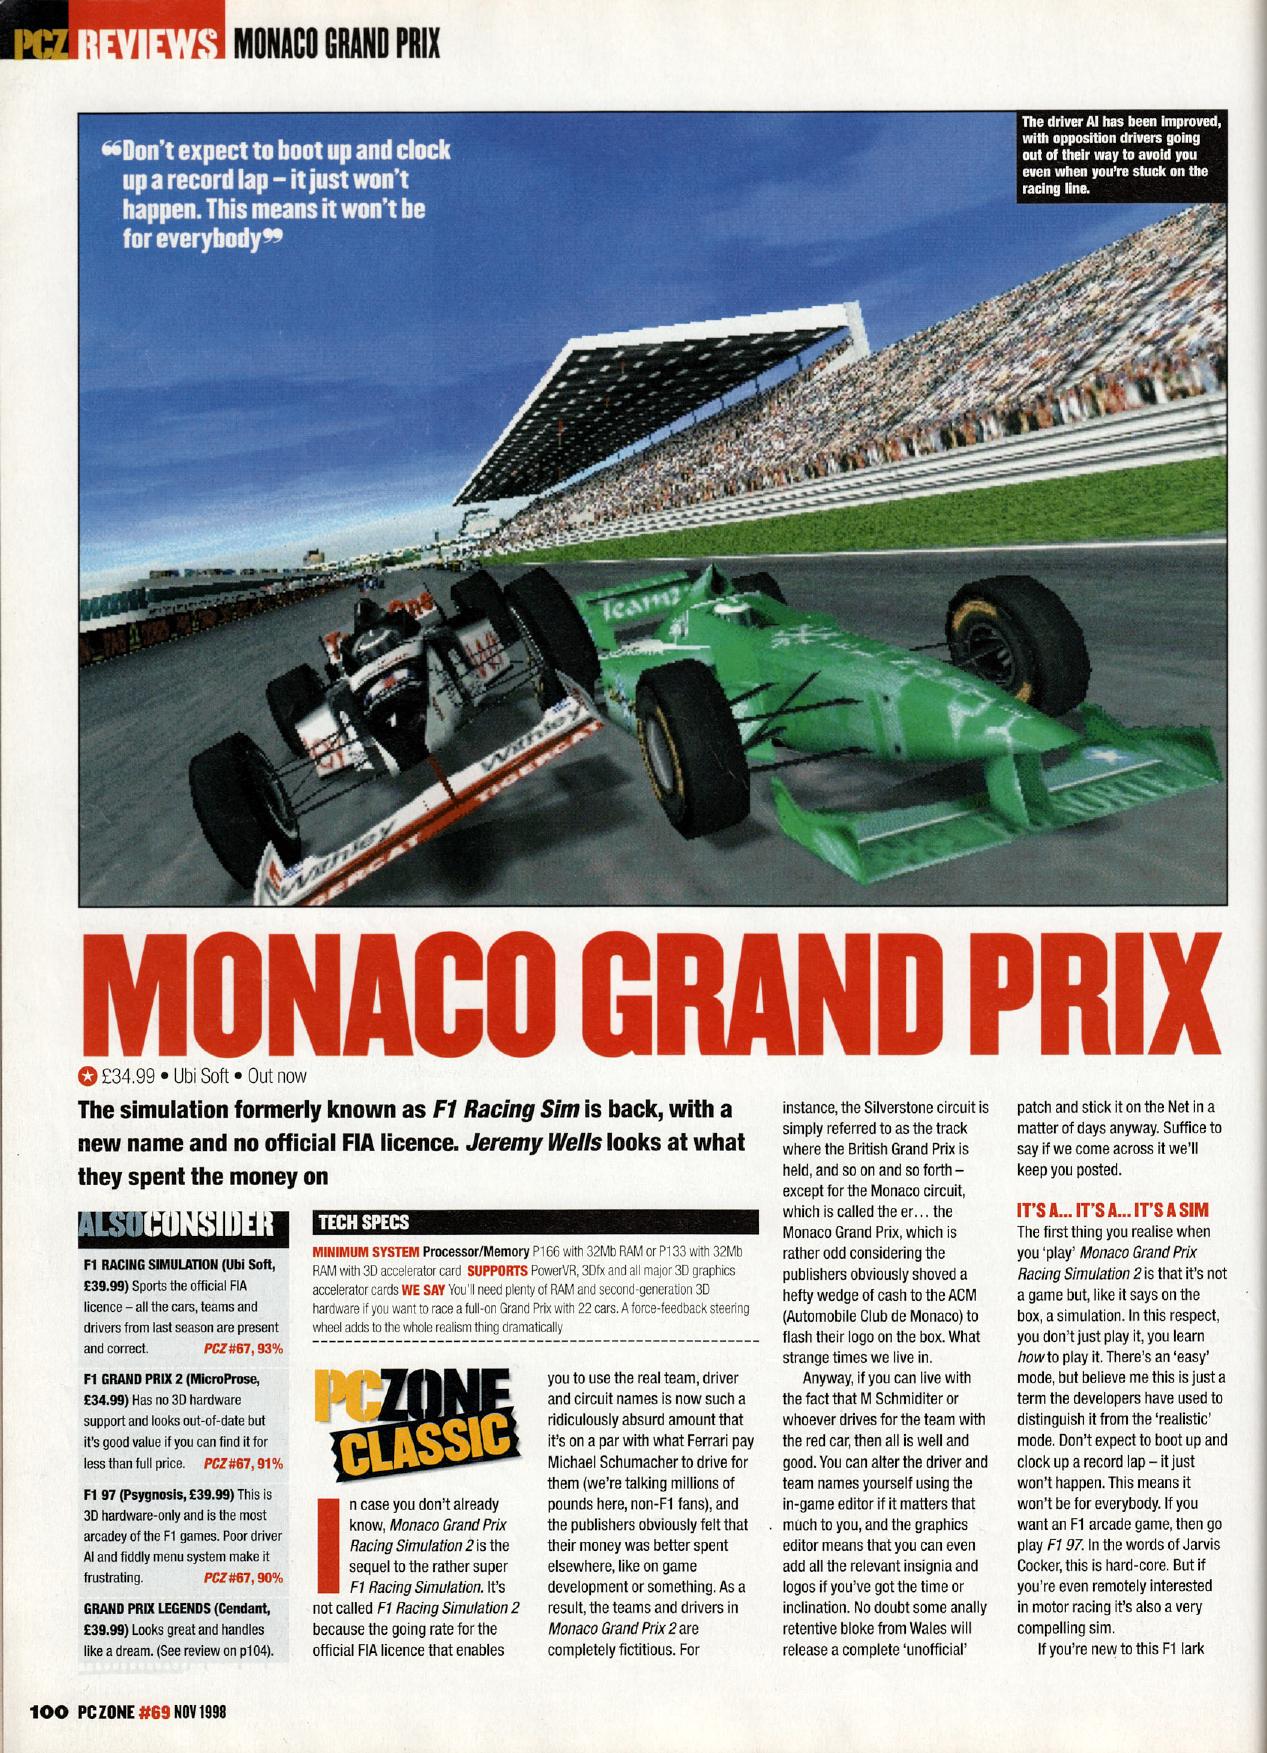 PCZ REVIEWS MONACO GRAND PRIX
“Don't expect to boot up and clock
up a record lap – it just won't
happen. This means it won't be
for everybody”
The driver AI has been improved,
with opposition drivers going
out of their way to avoid you
even when you're stuck on the
racing line.
Team2
Withley
Withley
MONACO GRAND PRIX
£34.99 • Ubi Soft • Out now
The simulation formerly known as F1 Racing Sim is back, with a
new name and no official FIA licence. Jeremy Wells looks at what
they spent the money on
ALSO CONSIDER
F1 RACING SIMULATION (Ubi Soft,
£39.99) Sports the official FIA
licence – all the cars, teams and
drivers from last season are present
and correct. PCZ #67, 93%
F1 GRAND PRIX 2 (MicroProse,
£34.99) Has no 3D hardware
support and looks out-of-date but
it's good value if you can find it for
less than full price. PCZ #67, 91%
F1 97 (Psygnosis, £39.99) This is
3D hardware-only and is the most
arcadey of the F1 games. Poor driver
AI and fiddly menu system make it
frustrating. PCZ #67, 90%
GRAND PRIX LEGENDS (Cendant,
£39.99) Looks great and handles
like a dream. (See review on p104).
TECH SPECS
MINIMUM SYSTEM Processor/Memory P166 with 32Mb RAM or P133 with 32Mb
RAM with 3D accelerator card SUPPORTS PowerVR, 3Dfx and all major 3D graphics
accelerator cards WE SAY You'll need plenty of RAM and second-generation 3D
hardware if you want to race a full-on Grand Prix with 22 cars. A force-feedback steering
wheel adds to the whole realism thing dramatically
PCZONE
CLASSIC
In case you don't already
know, Monaco Grand Prix
Racing Simulation 2 is the
sequel to the rather super
F1 Racing Simulation. It's
not called F1 Racing Simulation 2
because the going rate for the
official FIA licence that enables
you to use the real team, driver
and circuit names is now such a
ridiculously absurd amount that
it's on a par with what Ferrari pay
Michael Schumacher to drive for
them (we're talking millions of
pounds here, non-F1 fans), and
the publishers obviously felt that
their money was better spent
elsewhere, like on game
development or something. As a
result, the teams and drivers in
Monaco Grand Prix 2 are
completely fictitious. For
instance, the Silverstone circuit is
simply referred to as the track
where the British Grand Prix is
held, and so on and so forth –
except for the Monaco circuit,
which is called the er... the
Monaco Grand Prix, which is
rather odd considering the
publishers obviously shoved a
hefty wedge of cash to the ACM
(Automobile Club de Monaco) to
flash their logo on the box. What
strange times we live in.
Anyway, if you can live with
the fact that M Schmiditer or
whoever drives for the team with
the red car, then all is well and
good. You can alter the driver and
team names yourself using the
in-game editor if it matters that
much to you, and the graphics
editor means that you can even
add all the relevant insignia and
logos if you've got the time or
inclination. No doubt some anally
retentive bloke from Wales will
release a complete 'unofficial'
patch and stick it on the Net in a
matter of days anyway. Suffice to
say if we come across it we'll
keep you posted.
IT'S A... IT'S A... IT'S A SIM
The first thing you realise when
you 'play' Monaco Grand Prix
Racing Simulation 2 is that it's not
a game but, like it says on the
box, a simulation. In this respect,
you don't just play it, you learn
how to play it. There's an 'easy'
mode, but believe me this is just a
term the developers have used to
distinguish it from the 'realistic'
mode. Don't expect to boot up and
clock up a record lap – it just
won't happen. This means it
won't be for everybody. If you
want an F1 arcade game, then go
play F1 97. In the words of Jarvis
Cocker, this is hard-core. But if
you're even remotely interested
in motor racing it's also a very
compelling sim.
If you're new to this F1 lark
100 PCZONE #69 NOV 1998